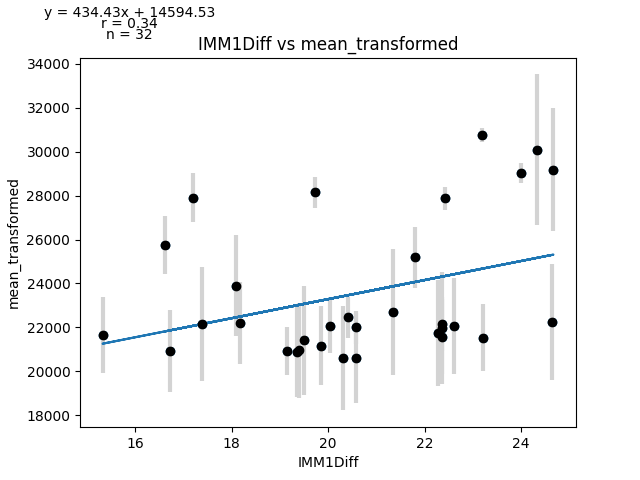 y = 434.43x + 14594.53
r = 0.34
n = 32
IMM1Diff vs mean_transformed
34000
32000
30000
28000
26000
24000
22000
20000
18000
mean_transformed
16
18
20
22
24
IMM1Diff